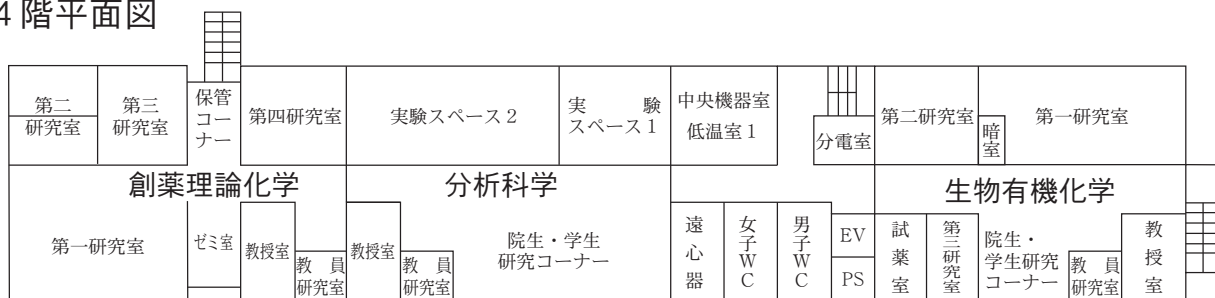 4階平面図
第二
研究室
第三
研究室
保管
コー
ナー
第四研究室
実験スペース2
実　験
スペース1
中央機器室
低温室1
分電室
第二研究室
暗室
第一研究室
創薬理論化学
分析科学
生物有機化学
第一研究室
ゼミ室
教授室
教　員
研究室
教授室
教　員
研究室
院生・学生
研究コーナー
遠心器
女子WC
男子WC
EV
PS
試薬室
第三研究室
院生・
学生研究
コーナー
教　員
研究室
教授室